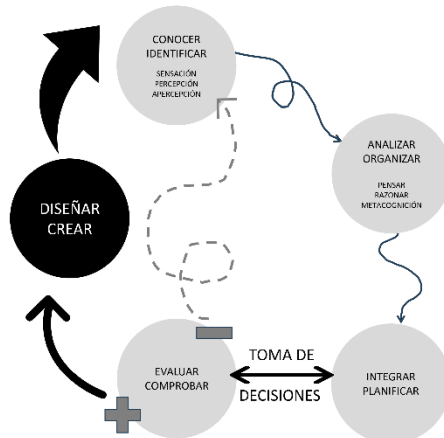 CONOCER
IDENTIFICAR
SENSACIÓN
PERCEPCIÓN
APERCEPCIÓN
ANALIZAR
ORGANIZAR
PENSAR
RAZONAR
METACOGNICIÓN
DISEÑAR
CREAR
EVALUAR
COMPROBAR
TOMA DE
DECISIONES
INTEGRAR
PLANIFICAR